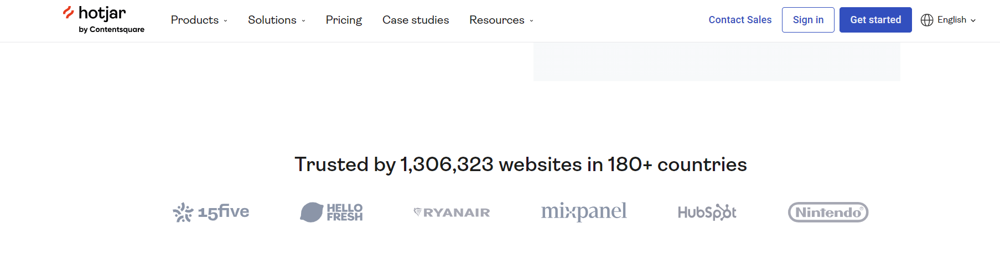 hotjar
by Contentsquare
Products
Solutions
Pricing
Case studies
Resources
Contact Sales
Sign in
Get started
English
Trusted by 1,306,323 websites in 180+ countries
15five
HELLO
FRESH
RYANAIR
mixpanel
HubSpot
Nintendo®